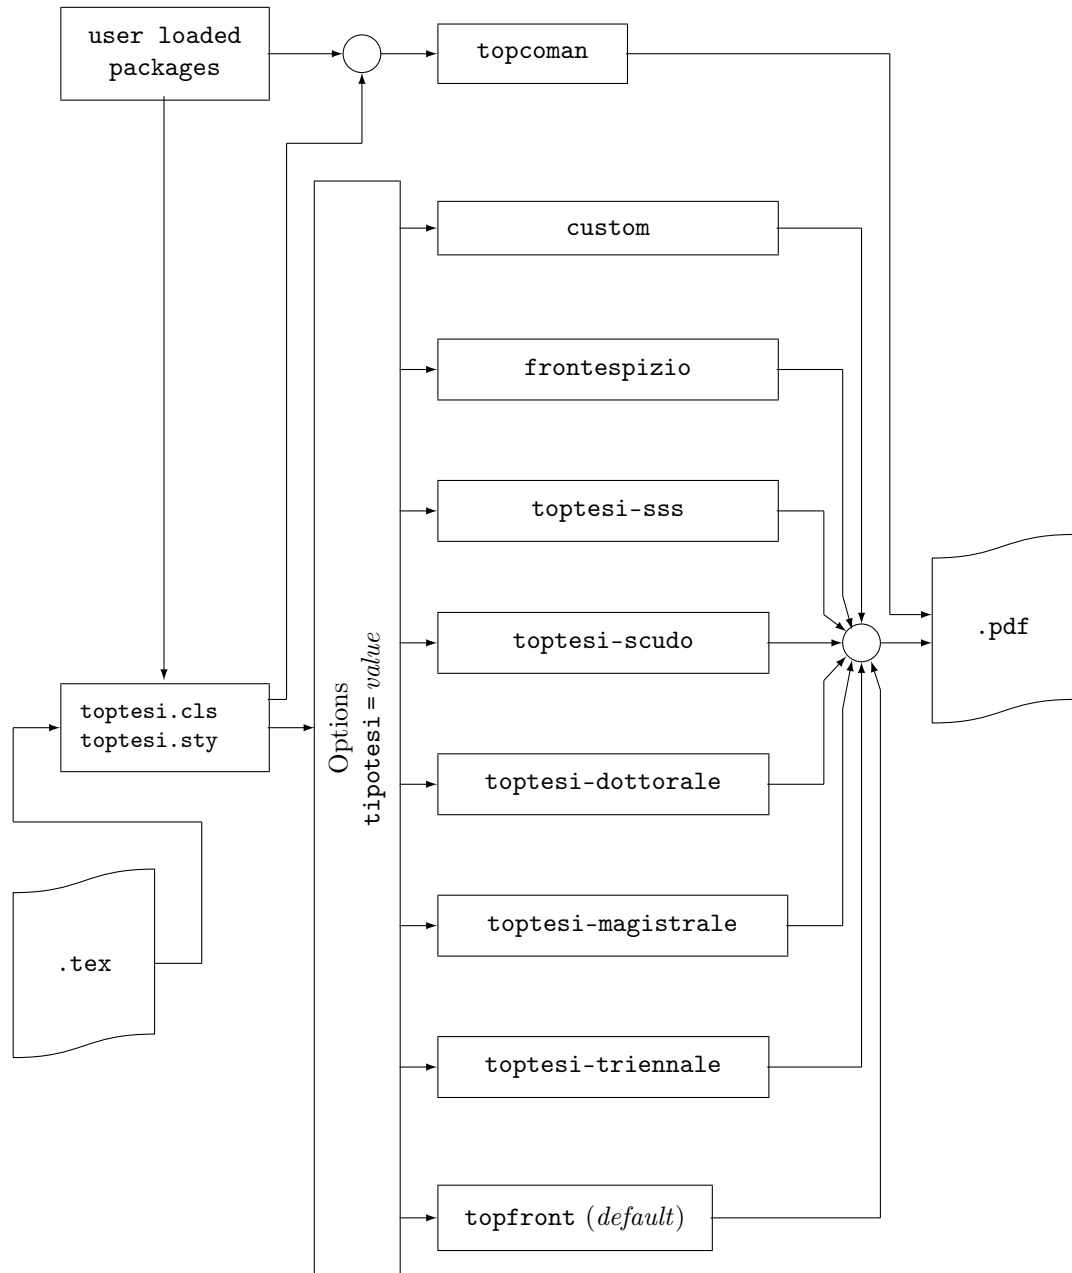 user loaded
packages
topcoman
custom
frontespizio
toptesi-sss
toptesi-scudo
.pdf
toptesi.cls
toptesi.sty
Options
tipotesi = value
toptesi-dottorale
toptesi-magistrale
.tex
toptesi-triennale
topfront (default)